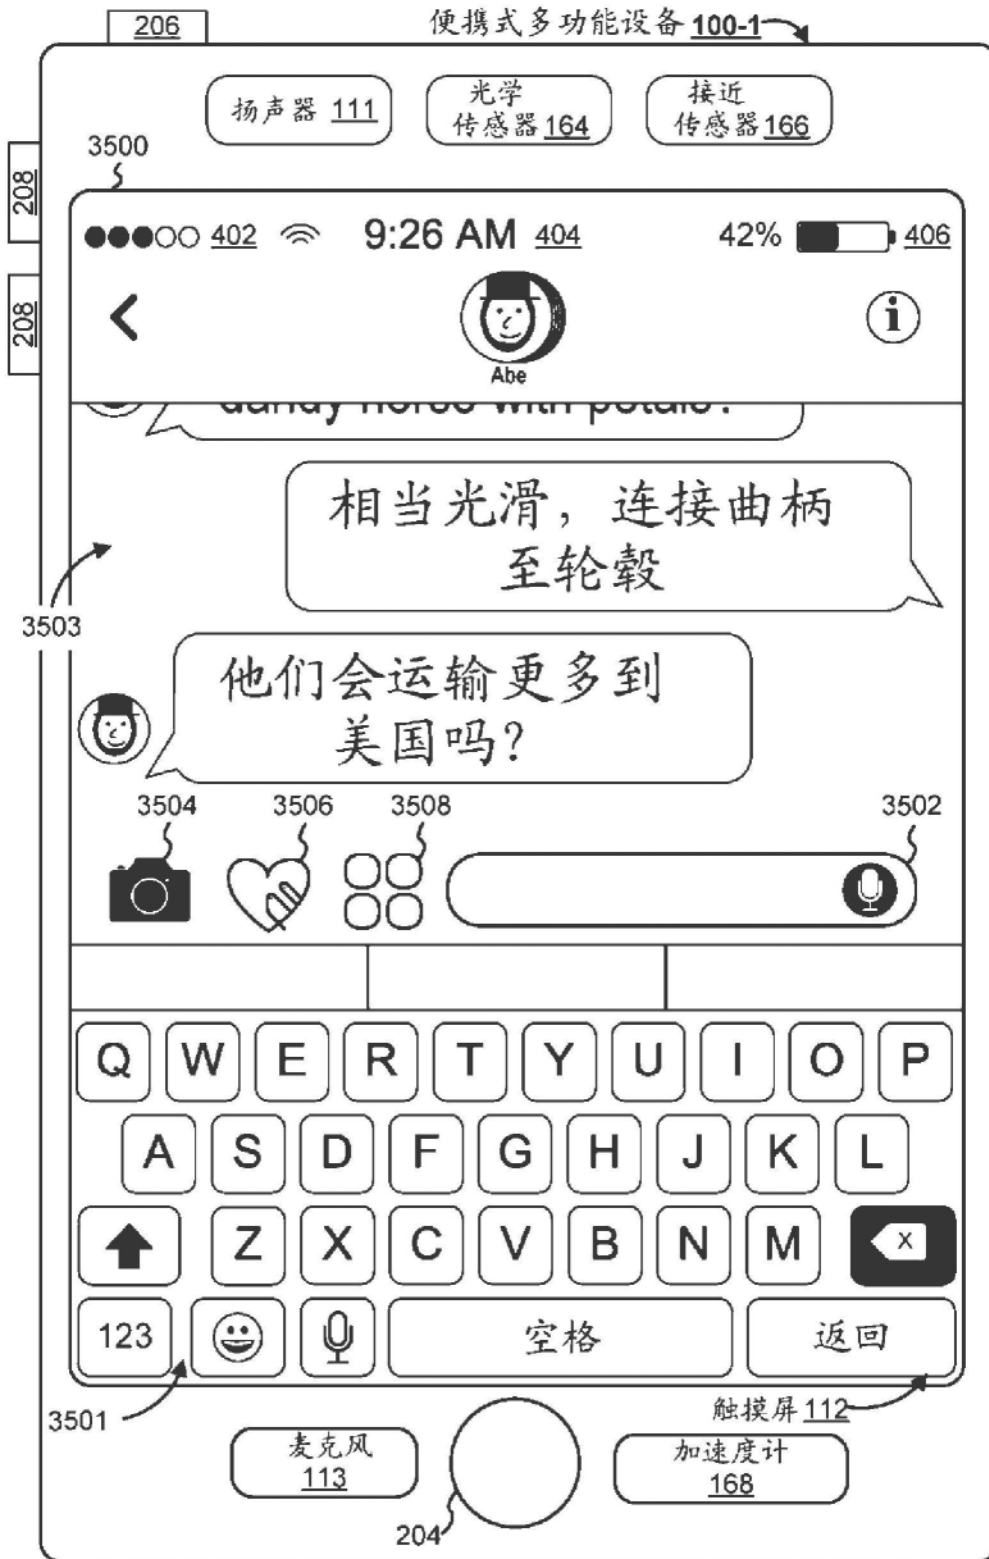 206
便携式多功能设备 100-1
扬声器 111
光学
传感器 164
接近
传感器 166
3500
208
402
9:26 AM 404
42%
406
208
i
Abe
dandy horse with potato?
相当光滑，连接曲柄
至轮毂
3503
他们会运输更多到
美国吗？
3504
3506
3508
3502
Q W E R T Y U I O P
A S D F G H J K L
Z X C V B N M X
123
空格
返回
3501
触摸屏 112
麦克风
113
加速度计
168
204